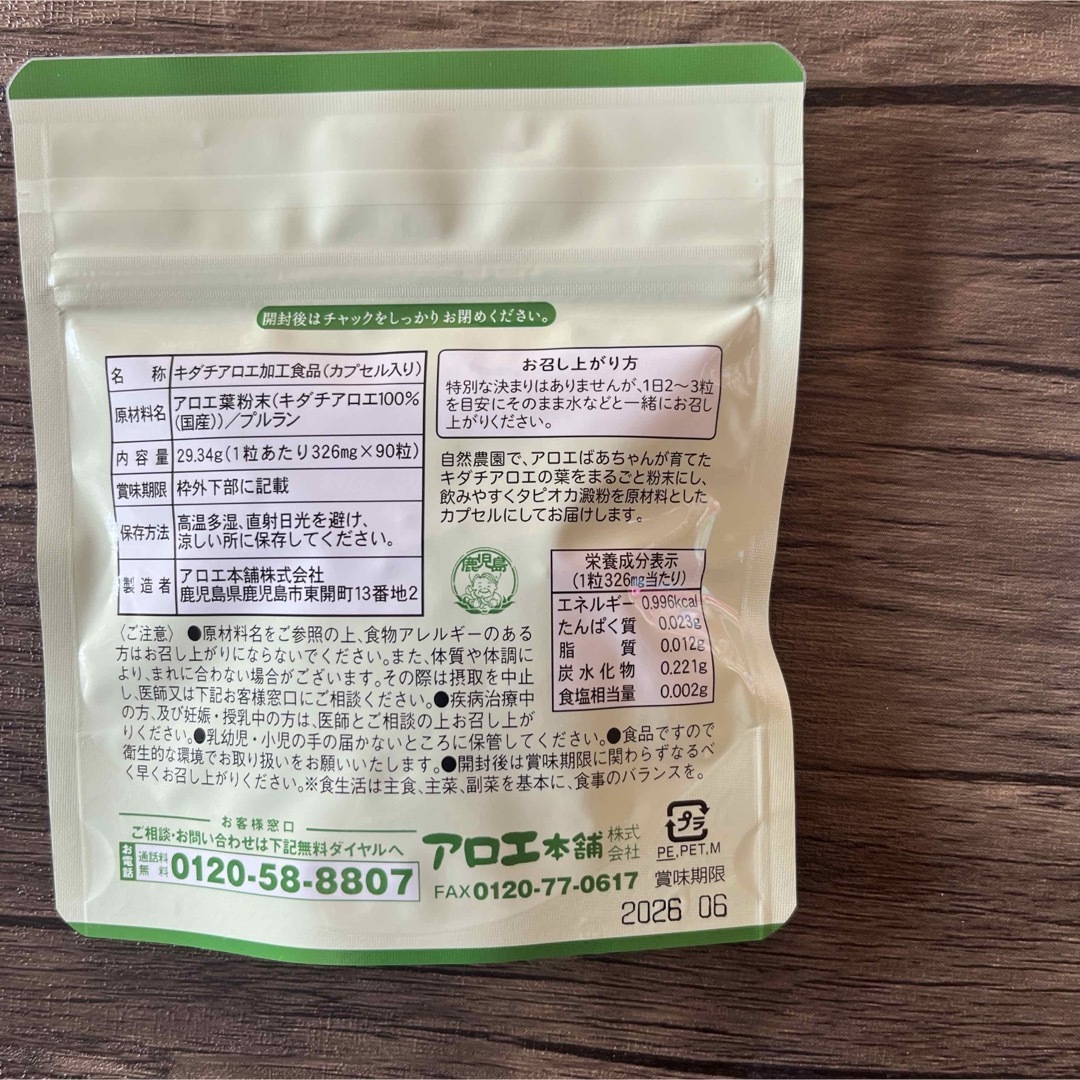 開封後はチャックをしっかりお閉めください。
名称 キダチアロエ加工食品(カプセル入り)
原材料名 アロエ葉粉末(キダチアロエ100%
(国産))/プルラン
内容量 29.34g(1粒あたり326mg×90粒)
賞味期限 枠外下部に記載
保存方法 高温多湿、直射日光を避け、
涼しい所に保存してください。
製造者 アロエ本舗株式会社
鹿児島県鹿児島市東開町13番地2
お召し上がり方
特別な決まりはありませんが、1日2〜3粒
を目安にそのまま水などと一緒にお召し
上がりください。
自然農園で、アロエばあちゃんが育てた
キダチアロエの葉をまるごと粉末にし、
飲みやすくタピオカ澱粉を原材料とした
カプセルにしてお届けします。
鹿児島
栄養成分表示
(1粒326mg当たり)
エネルギー 0.996kcal
たんぱく質 0.023g
脂質 0.012g
炭水化物 0.221g
食塩相当量 0.002g
〈ご注意〉●原材料名をご参照の上、食物アレルギーのある
方はお召し上がりにならないでください。また、体質や体調に
より、まれに合わない場合がございます。その際は摂取を中止
し、医師又は下記お客様窓口にご相談ください。●疾病治療中
の方、及び妊娠・授乳中の方は、医師とご相談の上お召し上が
りください。●乳幼児・小児の手の届かないところに保管してください。●食品ですので
衛生的な環境でお取り扱いをお願いいたします。●開封後は賞味期限に関わらずなるべ
く早くお召し上がりください。※食生活は主食、主菜、副菜を基本に、食事のバランスを。
お客様窓口
ご相談・お問い合わせは下記無料ダイヤルへ
お電話 通話料無料 0120-58-8807
アロエ本舗 株式会社
FAX 0120-77-0617
プラ
PE,PET,M
賞味期限
2026 06